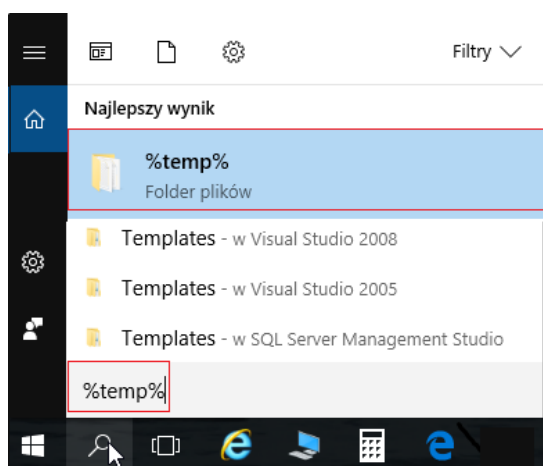 Filtry
Najlepszy wynik
%temp%
Folder plików
Templates - w Visual Studio 2008
Templates - w Visual Studio 2005
Templates - w SQL Server Management Studio
%temp%